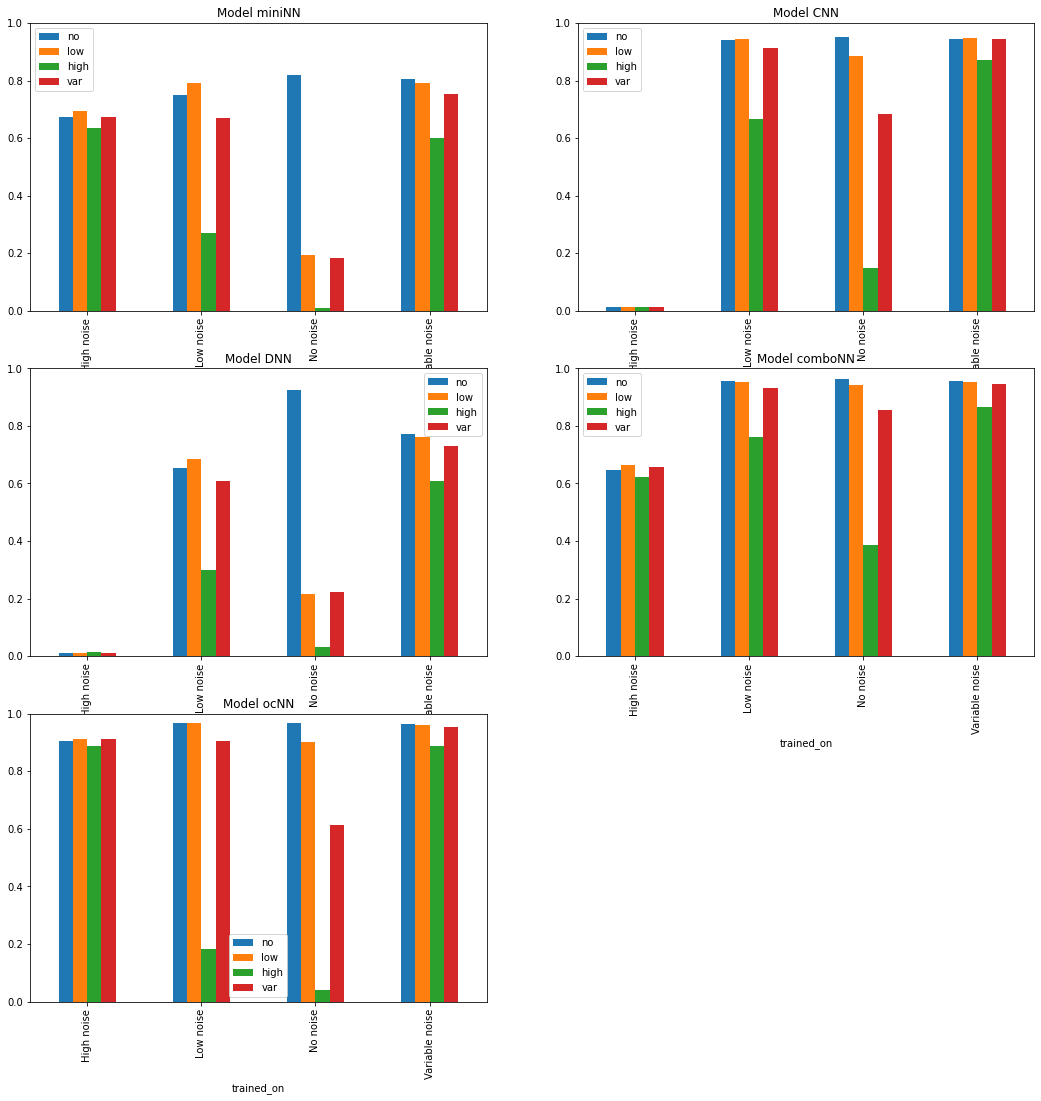 Model miniNN
1.0
0.8
0.6
0.4
0.2
0.0
no
low
high
var
High noise
Low noise
No noise
able noise
Model CNN
1.0
0.8
0.6
0.4
0.2
0.0
no
low
high
var
High noise
Low noise
No noise
able noise
Model DNN
1.0
0.8
0.6
0.4
0.2
0.0
no
low
high
var
High noise
Low noise
No noise
able noise
Model comboNN
1.0
0.8
0.6
0.4
0.2
0.0
no
low
high
var
High noise
Low noise
No noise
Variable noise
trained_on
Model ocNN
1.0
0.8
0.6
0.4
0.2
0.0
no
low
high
var
High noise
Low noise
No noise
Variable noise
trained_on